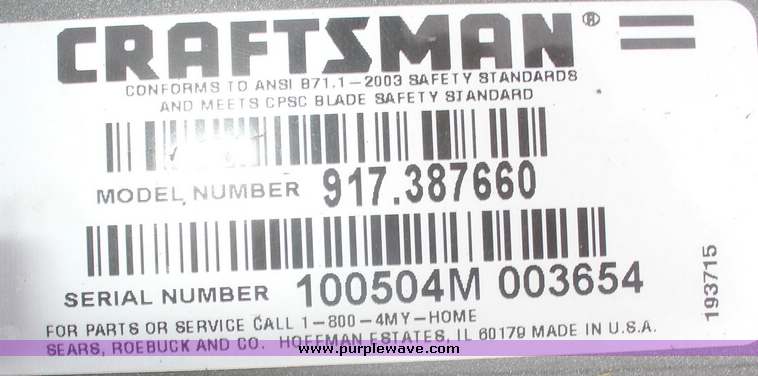 CRAFTSMAN®
CONFORMS TO ANSI B71.1-2003 SAFETY STANDARDS
AND MEETS CPSC BLADE SAFETY STANDARD
MODEL NUMBER 917.387660
SERIAL NUMBER 100504M 003654
193715
FOR PARTS OR SERVICE CALL 1-800-4MY-HOME
SEARS, ROEBUCK AND CO. HOFFMAN ESTATES, IL 60179 MADE IN U.S.A.
www.purplewave.com